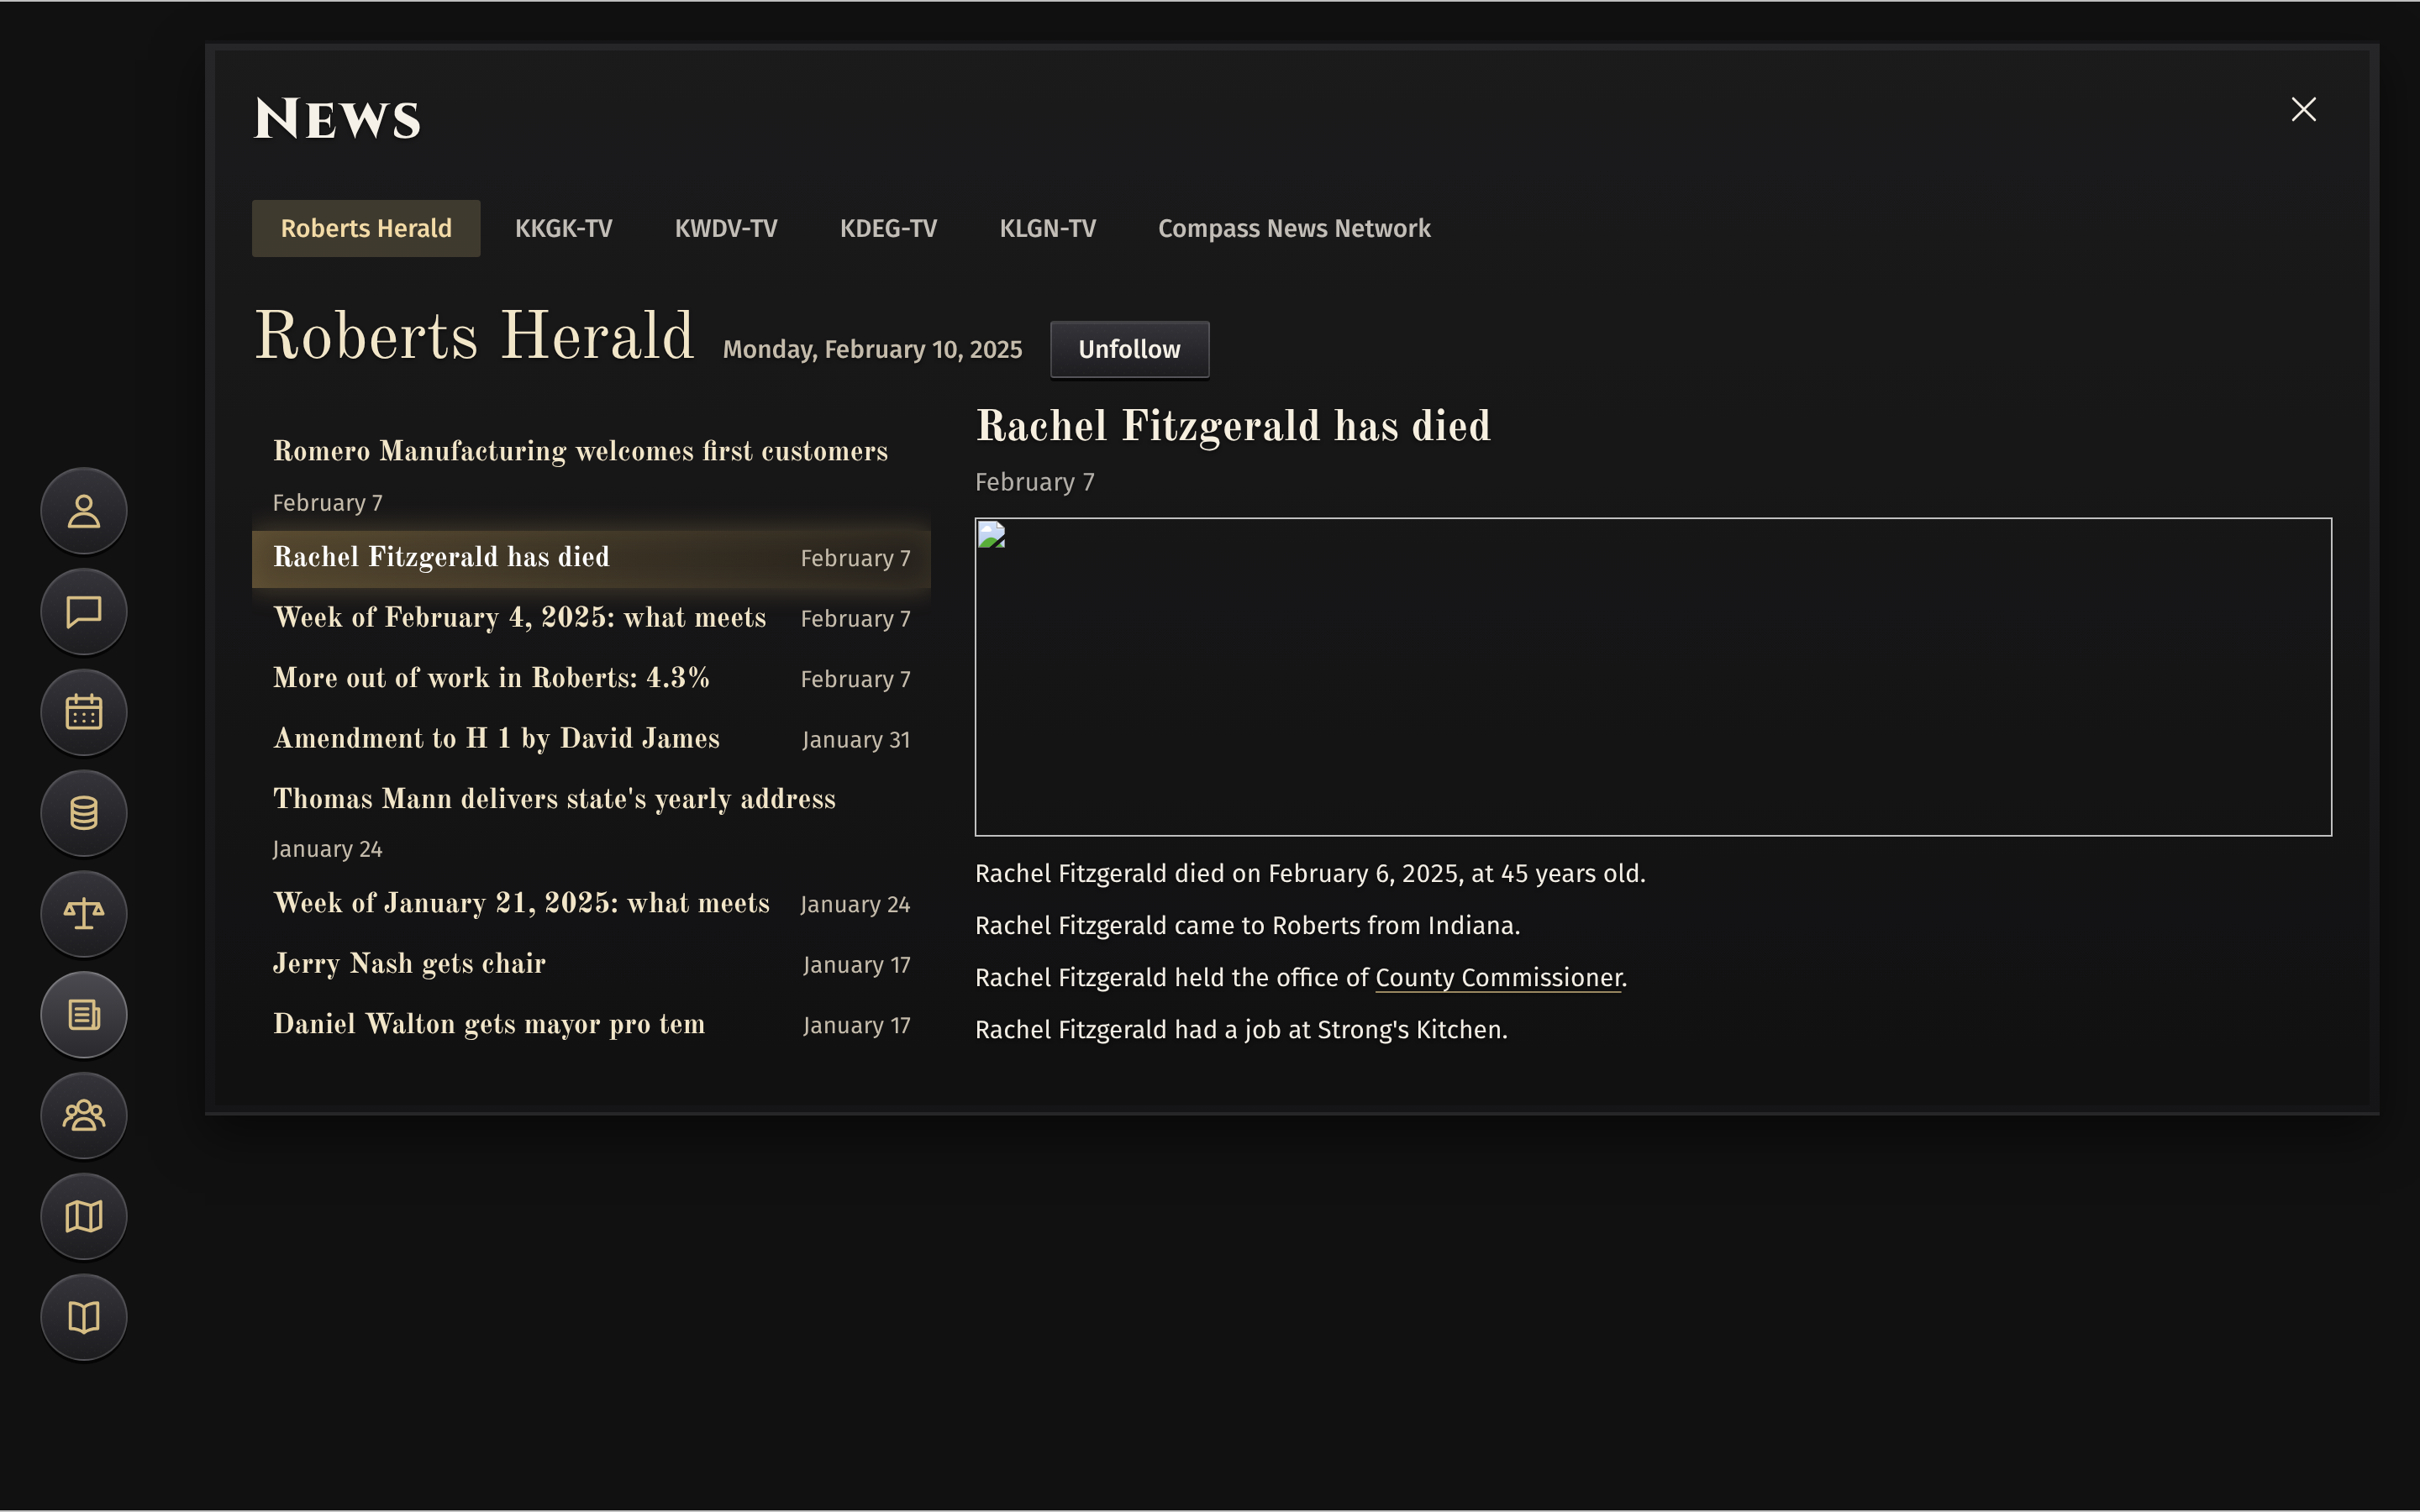 News
Roberts Herald
KKGK-TV
KWDV-TV
KDEG-TV
KLGN-TV
Compass News Network
Roberts Herald
Monday, February 10, 2025
Unfollow
Romero Manufacturing welcomes first customers
February 7
Rachel Fitzgerald has died
February 7
Week of February 4, 2025: what meets
February 7
More out of work in Roberts: 4.3%
February 7
Amendment to H 1 by David James
January 31
Thomas Mann delivers state's yearly address
January 24
Week of January 21, 2025: what meets
January 24
Jerry Nash gets chair
January 17
Daniel Walton gets mayor pro tem
January 17
Rachel Fitzgerald has died
February 7
Rachel Fitzgerald died on February 6, 2025, at 45 years old.
Rachel Fitzgerald came to Roberts from Indiana.
Rachel Fitzgerald held the office of County Commissioner.
Rachel Fitzgerald had a job at Strong's Kitchen.